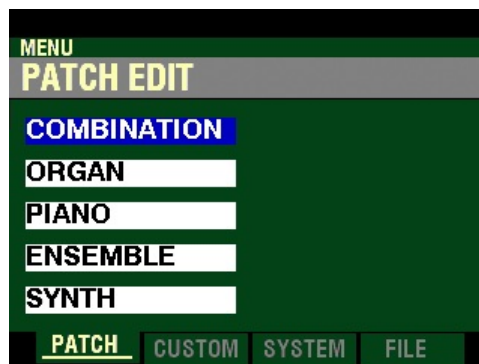 MENU
PATCH EDIT
COMBINATION
ORGAN
PIANO
ENSEMBLE
SYNTH
PATCH CUSTOM SYSTEM FILE